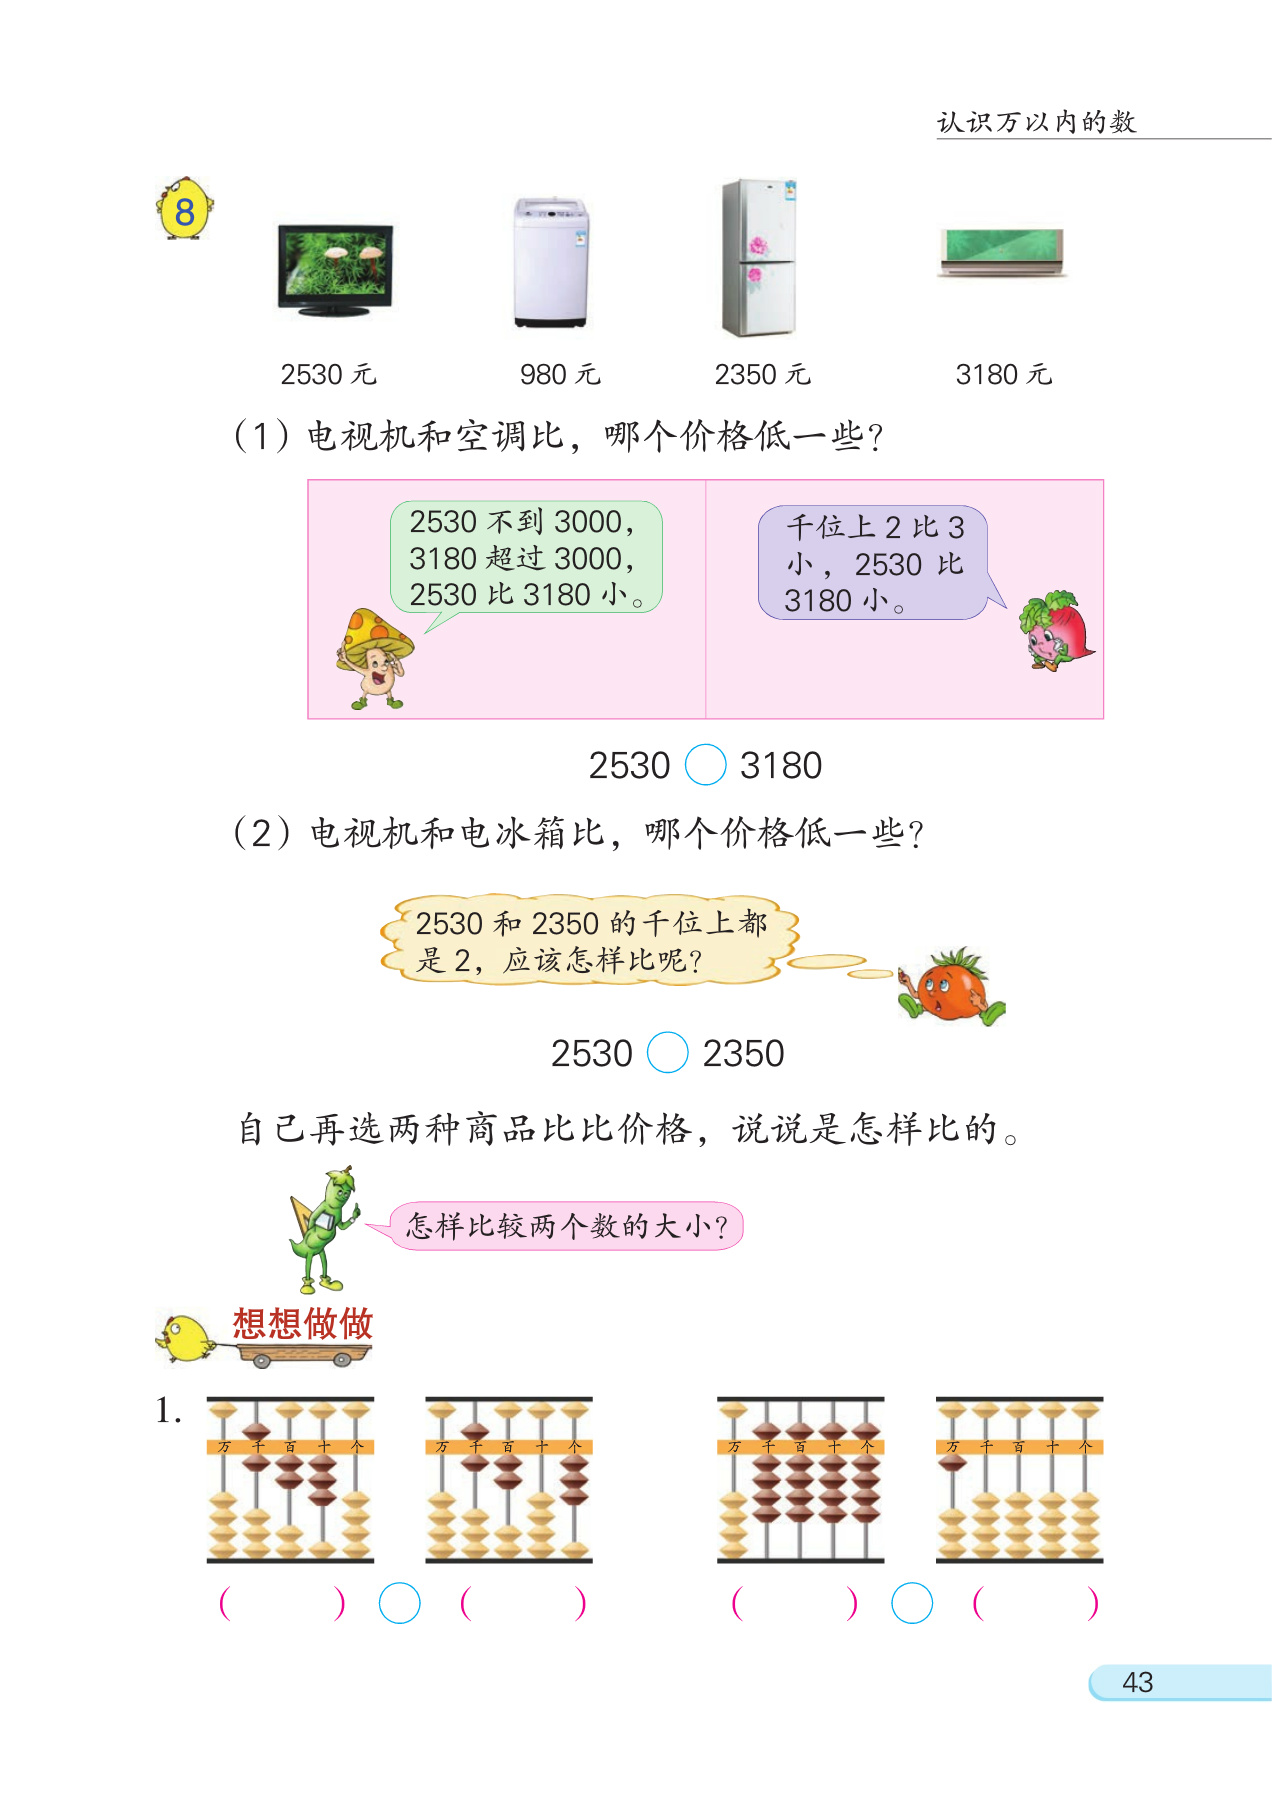 认识万以内的数
8
2530 元 980 元 2350 元 3180 元
（1）电视机和空调比，哪个价格低一些？
2530 不到 3000，
3180 超过 3000，
2530 比 3180 小。
千位上 2 比 3
小，2530 比
3180 小。
2530 ○ 3180
（2）电视机和电冰箱比，哪个价格低一些？
2530 和 2350 的千位上都
是 2，应该怎样比呢？
2530 ○ 2350
自己再选两种商品比比价格，说说是怎样比的。
怎样比较两个数的大小？
想想做做
1.
万 千 百 十 个 万 千 百 十 个 万 千 百 十 个 万 千 百 十 个
（ ）○（ ） （ ）○（ ）
43